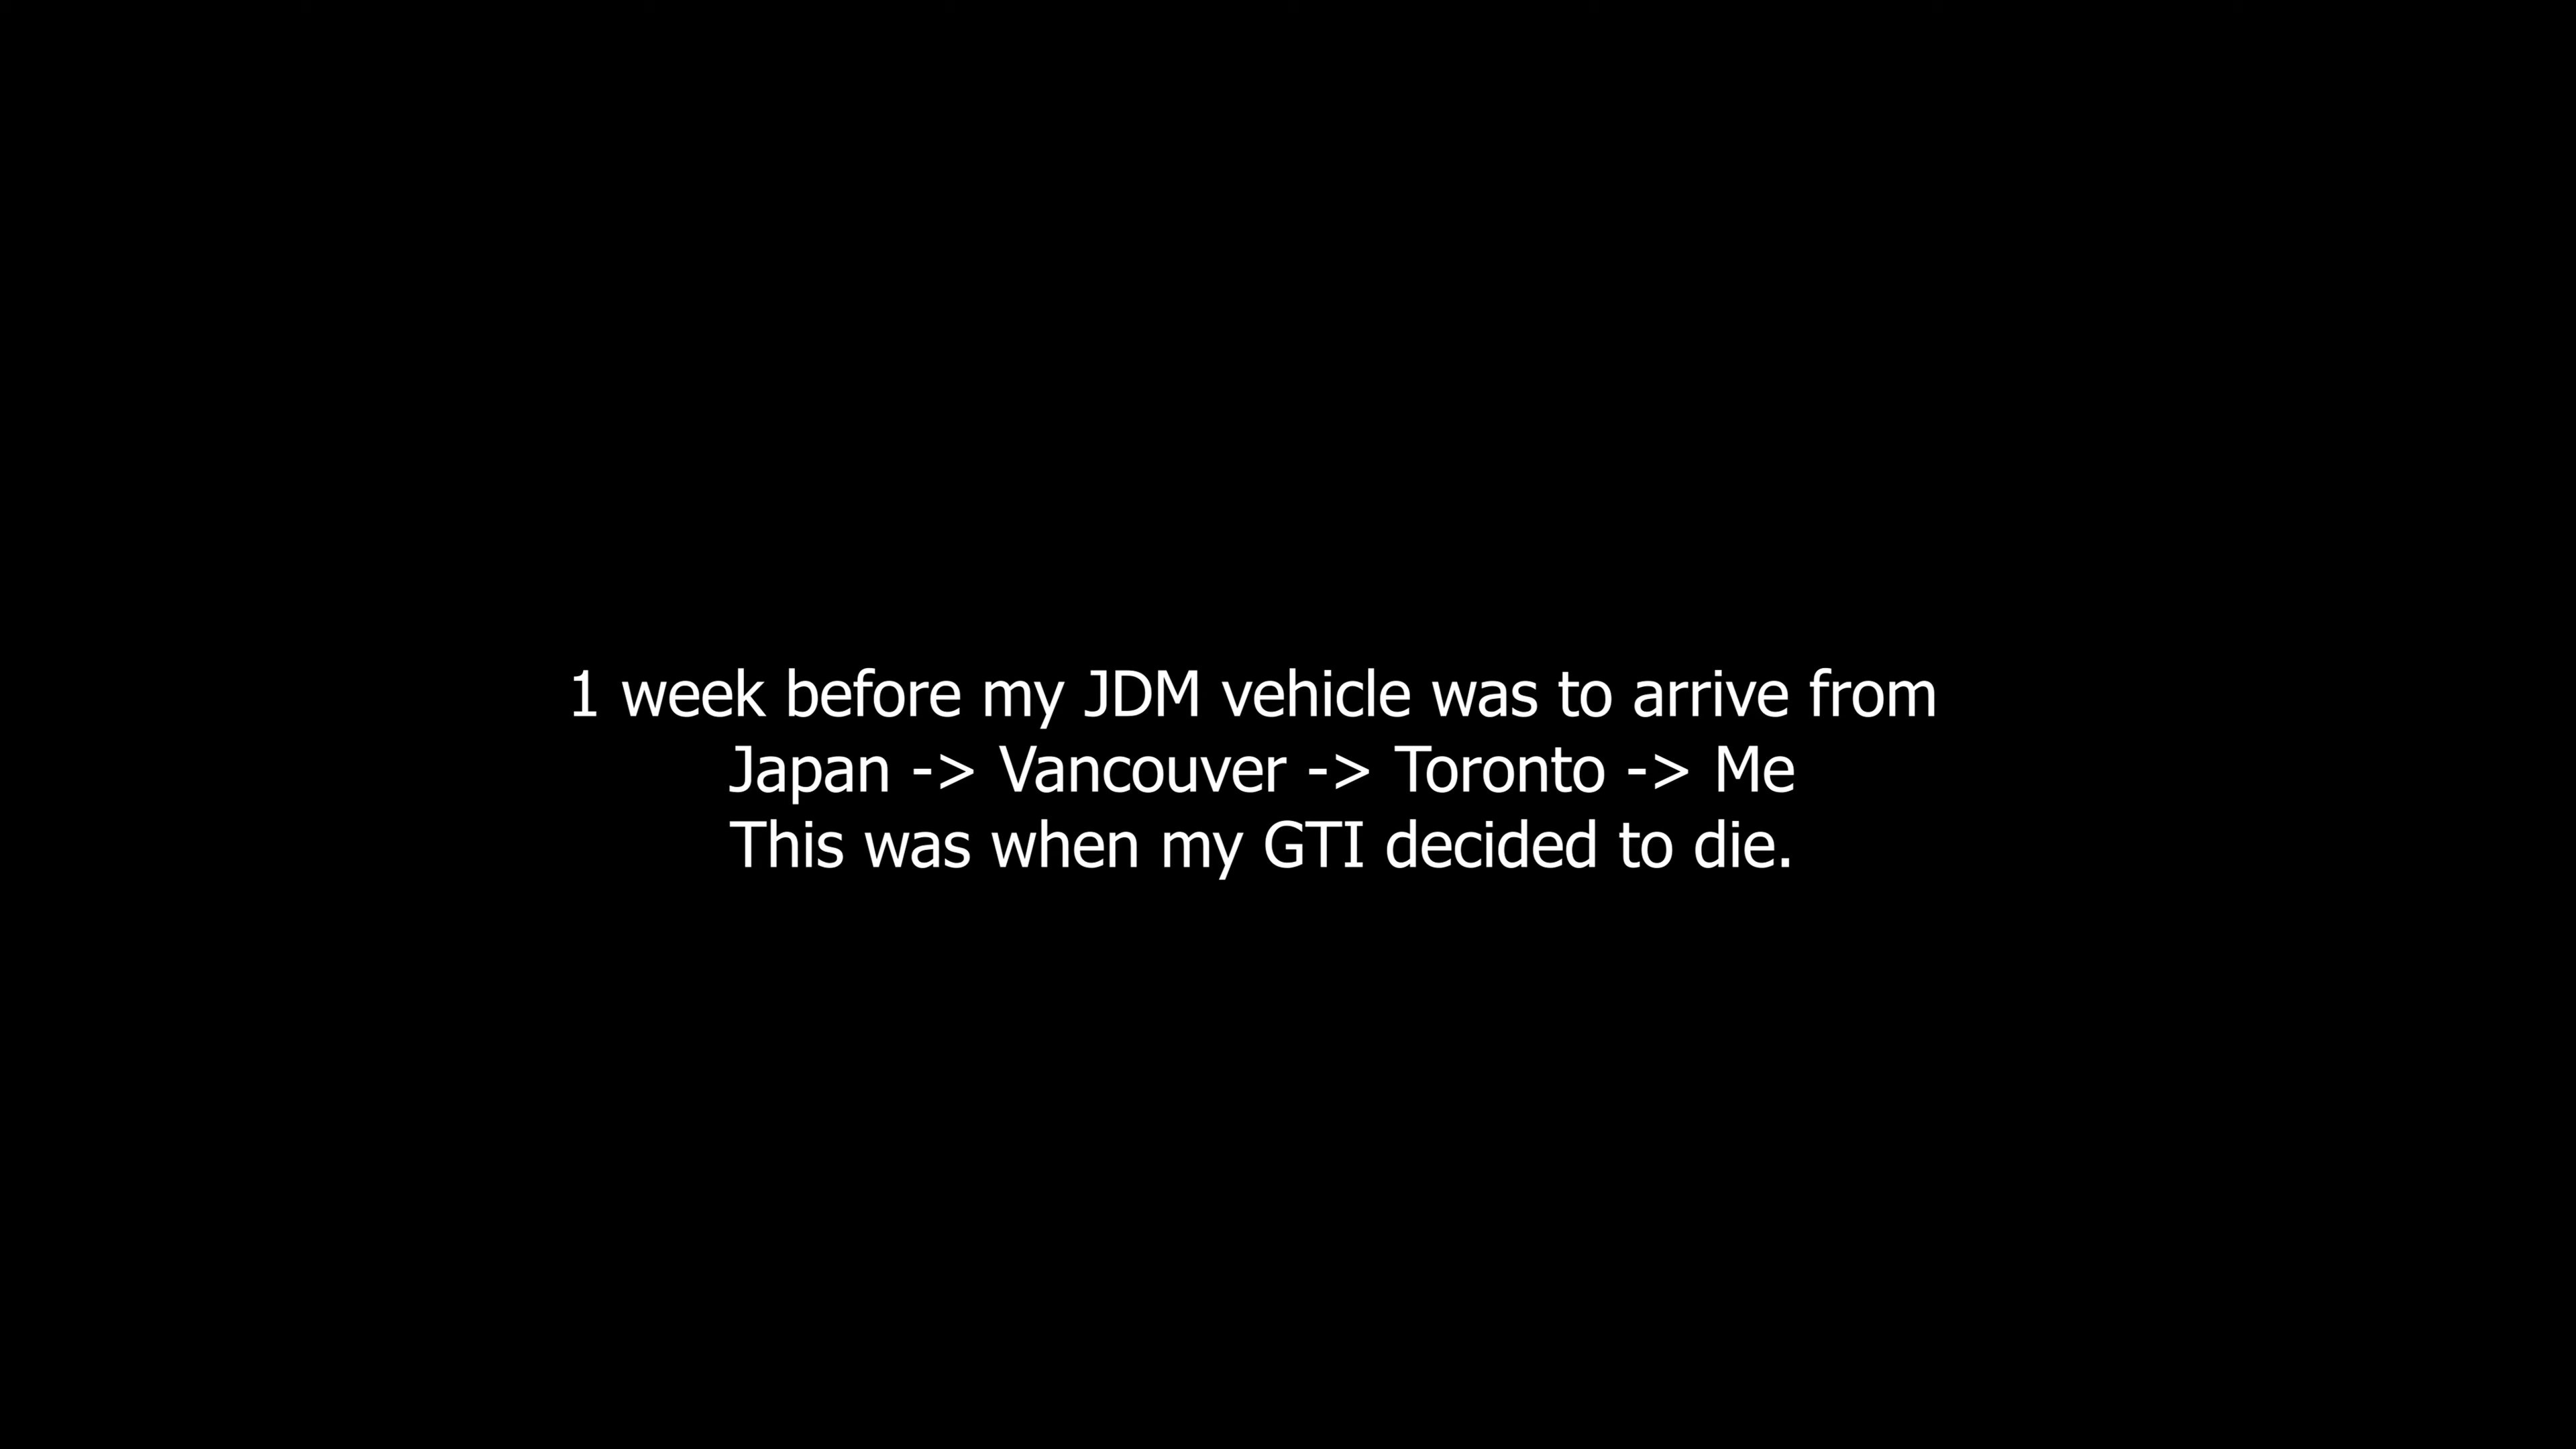 1 week before my JDM vehicle was to arrive from
Japan -> Vancouver -> Toronto -> Me
This was when my GTI decided to die.